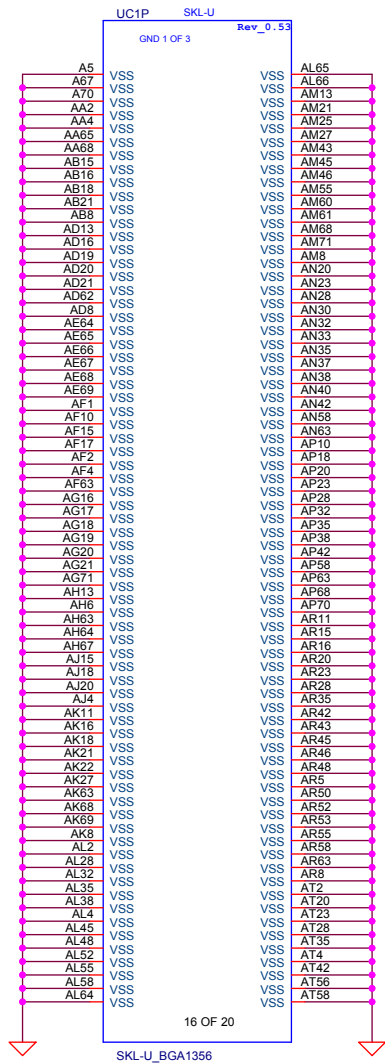 UC1P SKL-U
Rev_0.53
GND 1 OF 3
A5 VSS VSS AL65
A67 VSS VSS AL66
A70 VSS VSS AM13
AA2 VSS VSS AM21
AA4 VSS VSS AM25
AA65 VSS VSS AM27
AA68 VSS VSS AM43
AB15 VSS VSS AM45
AB16 VSS VSS AM46
AB18 VSS VSS AM55
AB21 VSS VSS AM60
AB8 VSS VSS AM61
AD13 VSS VSS AM68
AD16 VSS VSS AM71
AD19 VSS VSS AM8
AD20 VSS VSS AN20
AD21 VSS VSS AN23
AD62 VSS VSS AN28
AD8 VSS VSS AN30
AE64 VSS VSS AN32
AE65 VSS VSS AN33
AE66 VSS VSS AN35
AE67 VSS VSS AN37
AE68 VSS VSS AN38
AE69 VSS VSS AN40
AF1 VSS VSS AN42
AF10 VSS VSS AN58
AF15 VSS VSS AN63
AF17 VSS VSS AP10
AF2 VSS VSS AP18
AF4 VSS VSS AP20
AF63 VSS VSS AP23
AG16 VSS VSS AP28
AG17 VSS VSS AP32
AG18 VSS VSS AP35
AG19 VSS VSS AP38
AG20 VSS VSS AP42
AG21 VSS VSS AP58
AG71 VSS VSS AP63
AH13 VSS VSS AP68
AH6 VSS VSS AP70
AH63 VSS VSS AR11
AH64 VSS VSS AR15
AH67 VSS VSS AR16
AJ15 VSS VSS AR20
AJ18 VSS VSS AR23
AJ20 VSS VSS AR28
AJ4 VSS VSS AR35
AK11 VSS VSS AR42
AK16 VSS VSS AR43
AK18 VSS VSS AR45
AK21 VSS VSS AR46
AK22 VSS VSS AR48
AK27 VSS VSS AR5
AK63 VSS VSS AR50
AK68 VSS VSS AR52
AK69 VSS VSS AR53
AK8 VSS VSS AR55
AL2 VSS VSS AR58
AL28 VSS VSS AR63
AL32 VSS VSS AR8
AL35 VSS VSS AT2
AL38 VSS VSS AT20
AL4 VSS VSS AT23
AL45 VSS VSS AT28
AL48 VSS VSS AT35
AL52 VSS VSS AT4
AL55 VSS VSS AT42
AL58 VSS VSS AT56
AL64 VSS VSS AT58
16 OF 20
SKL-U_BGA1356